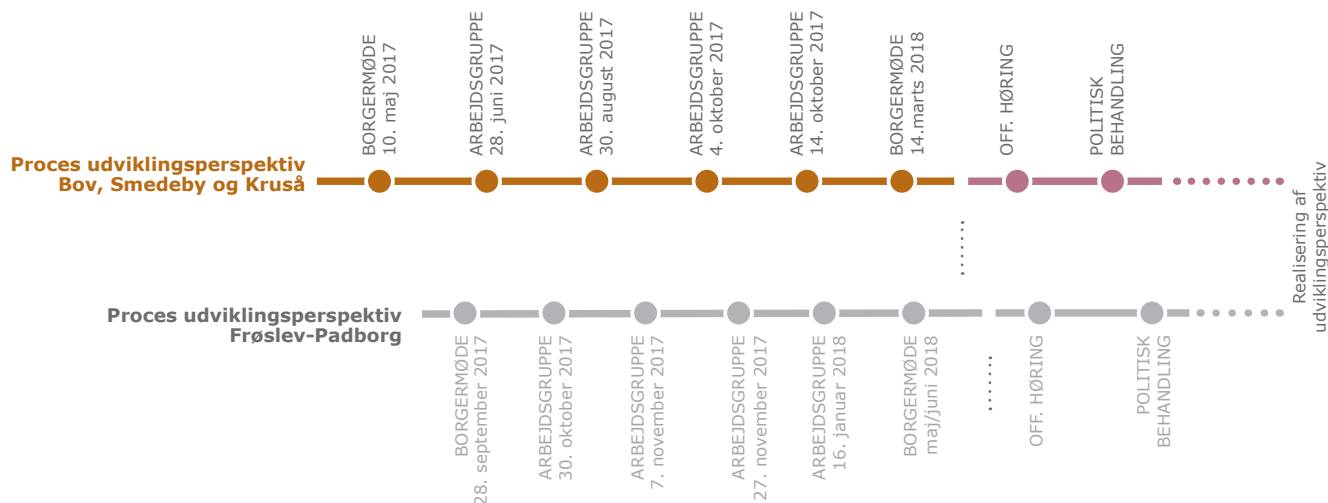 BORGERMØDE
10. maj 2017
ARBEJDSGRUPPE
28. juni 2017
ARBEJDSGRUPPE
30. august 2017
ARBEJDSGRUPPE
4. oktober 2017
ARBEJDSGRUPPE
14. oktober 2017
BORGERMØDE
14.marts 2018
OFF. HØRING
POLITISK
BEHANDLING
Proces udviklingsperspektiv
Bov, Smedeby og Kruså
Realisering af
udviklingsperspektiv
Proces udviklingsperspektiv
Frøslev-Padborg
BORGERMØDE
28. september 2017
ARBEJDSGRUPPE
30. oktober 2017
ARBEJDSGRUPPE
7. november 2017
ARBEJDSGRUPPE
27. november 2017
ARBEJDSGRUPPE
16. januar 2018
BORGERMØDE
maj/juni 2018
OFF. HØRING
POLITISK
BEHANDLING